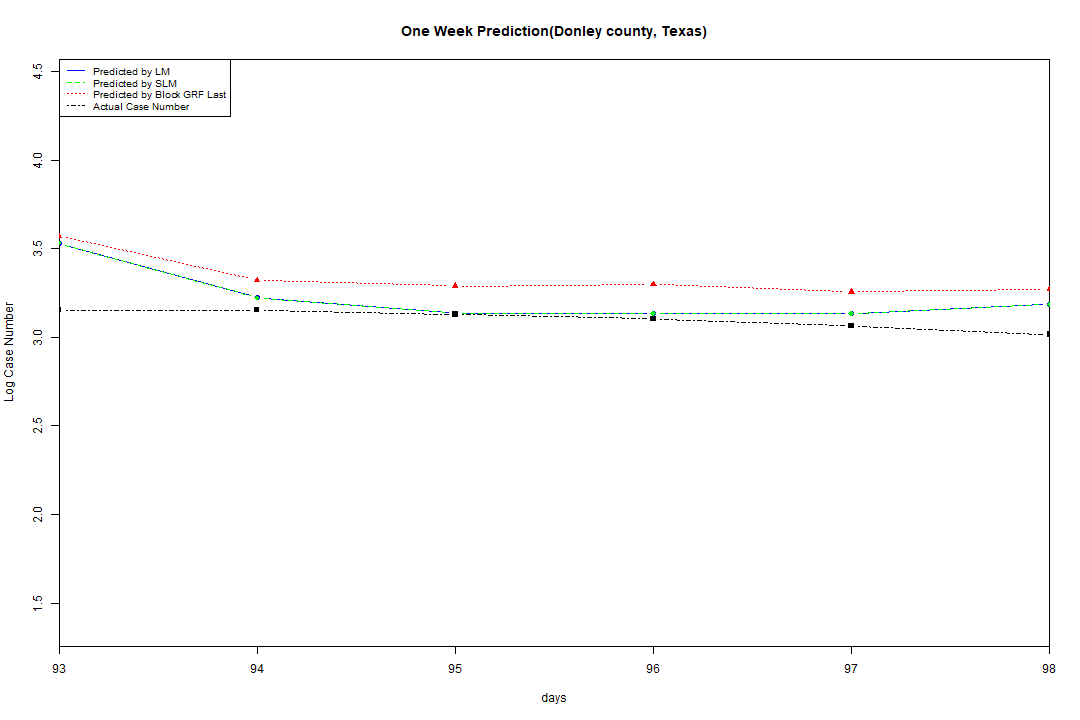 One Week Prediction(Donley county, Texas)
Predicted by LM
Predicted by SLM
Predicted by Block GRF Last
Actual Case Number
4.5
4.0
3.5
3.0
2.5
2.0
1.5
Log Case Number
93 94 95 96 97 98
days